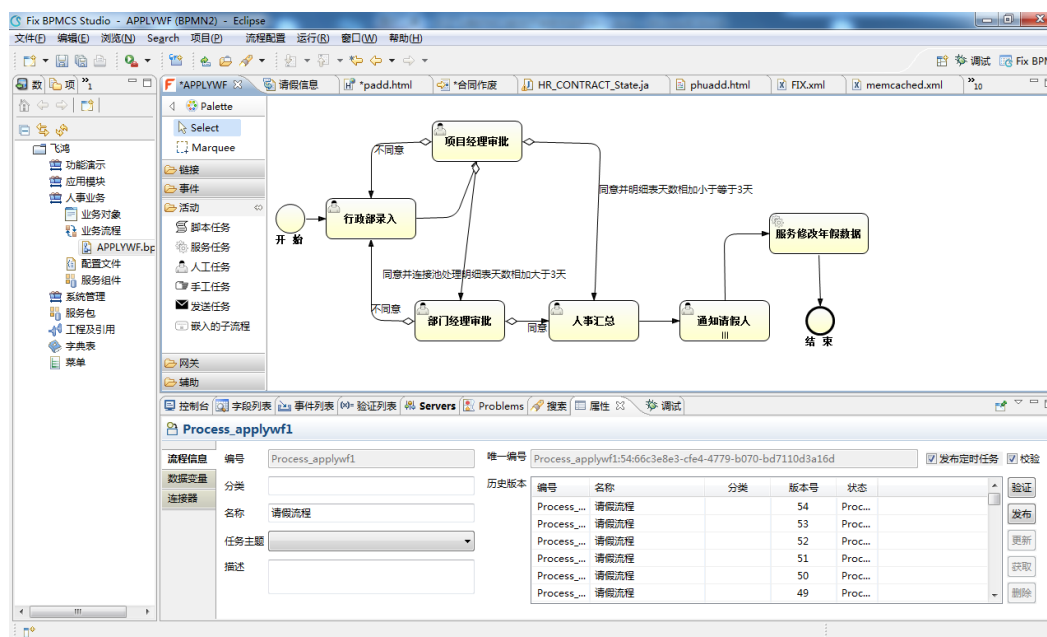 Fix BPMCS Studio - APPLYWF (BPMN2) - Eclipse
文件(F) 编辑(E) 浏览(N) Search 项目(P) 流程配置 运行(R) 窗口(W) 帮助(H)
调试 Fix BPM
数 项 »1 *APPLYWF 请假信息 *padd.html *合同作废 HR_CONTRACT_State.ja phuadd.html FIX.xml memcached.xml »10
Palette
Select
Marquee
链接
事件
活动
脚本任务
服务任务
人工任务
手工任务
发送任务
嵌入的子流程
网关
辅助
飞鸿
功能演示
应用模块
人事业务
业务对象
业务流程
APPLYWF.bp
配置文件
服务组件
系统管理
服务包
工程及引用
字典表
菜单
项目经理审批
不同意
同意并明细表天数相加小于等于3天
行政部录入
开 始
服务修改年假数据
同意并连接池处理明细表天数相加大于3天
不同意
部门经理审批
同意
人事汇总
通知请假人
结 束
控制台 字段列表 事件列表 验证列表 Servers Problems 搜索 属性 调试
Process_applywf1
流程信息
数据变量
连接器
编号 Process_applywf1
分类
名称 请假流程
任务主题
描述
唯一编号 Process_applywf1:54:66c3e8e3-cfe4-4779-b070-bd7110d3a16d 发布定时任务 校验
历史版本
编号 名称 分类 版本号 状态
Process_... 请假流程 54 Proc...
Process_... 请假流程 53 Proc...
Process_... 请假流程 52 Proc...
Process_... 请假流程 51 Proc...
Process_... 请假流程 50 Proc...
Process_... 请假流程 49 Proc...
验证
发布
更新
获取
删除